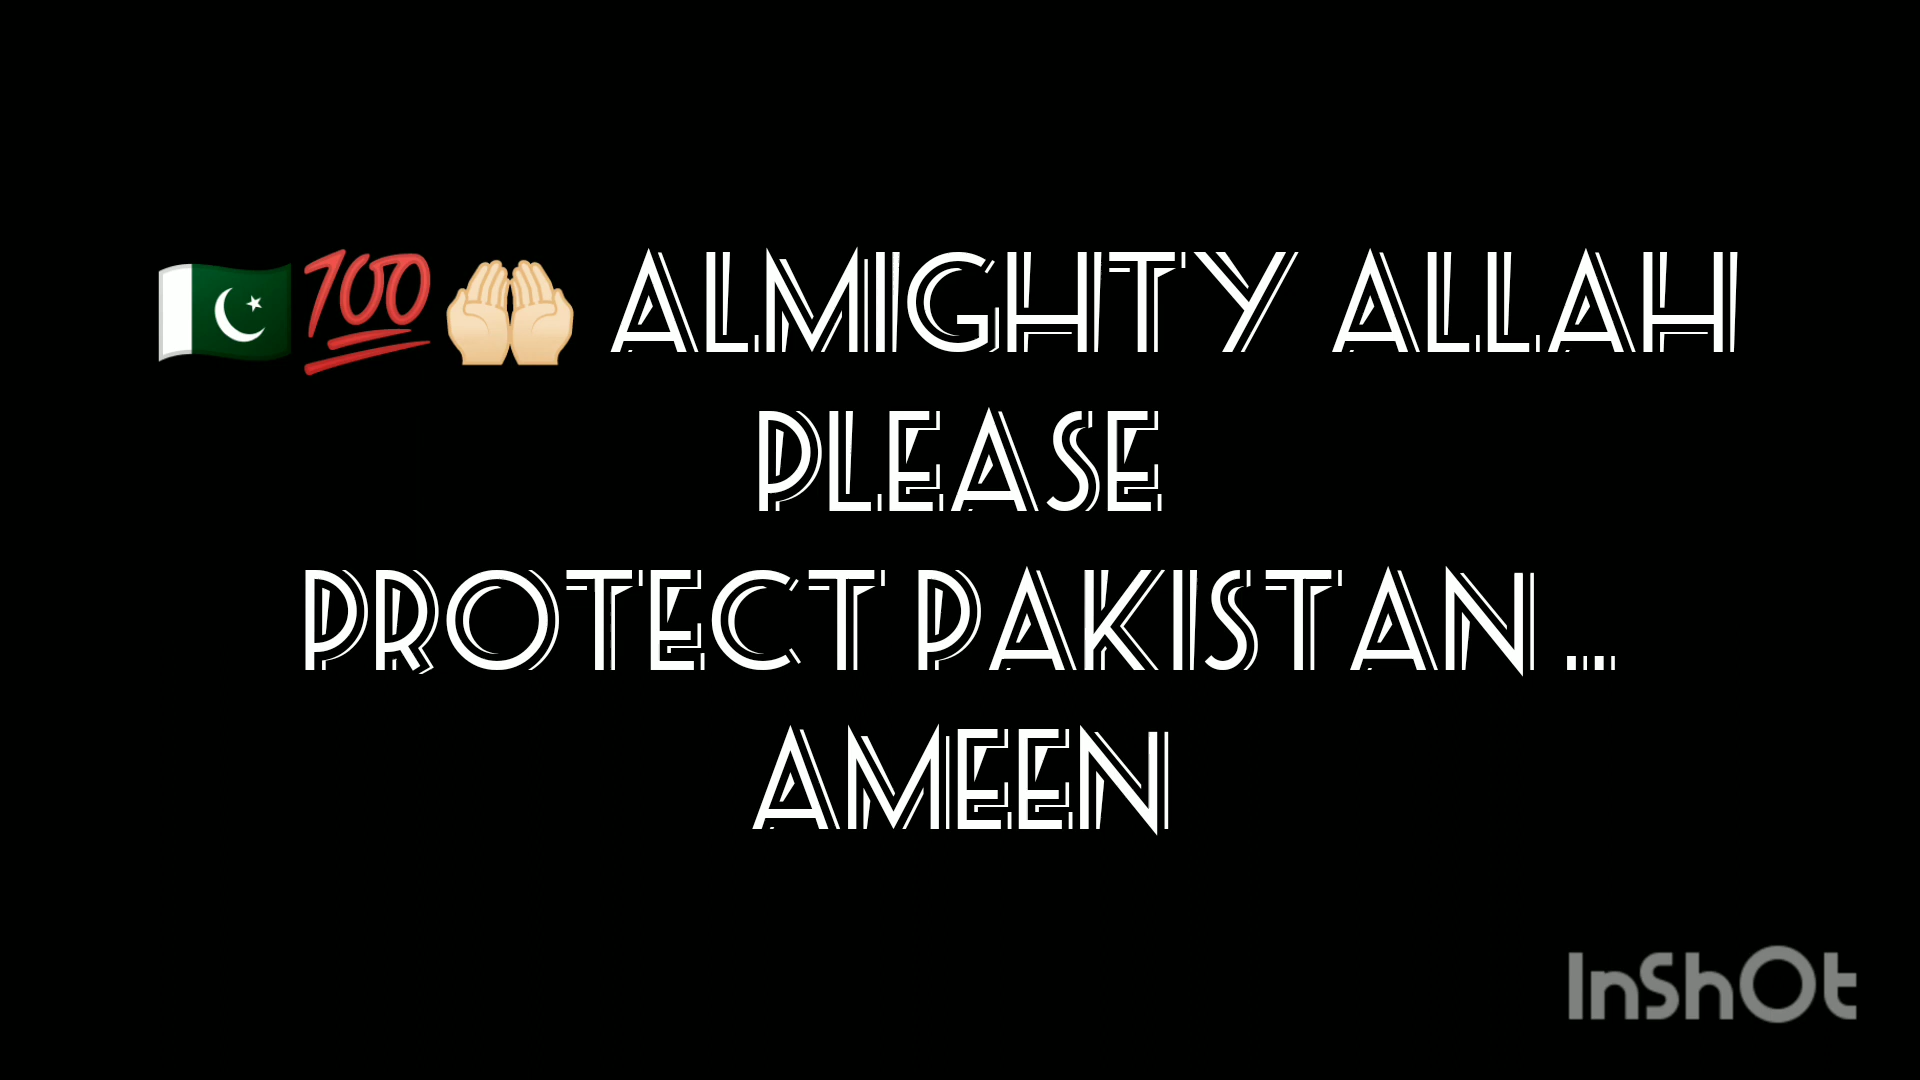 🇵🇰💯🤲🏻 ALMIGHTY ALLAH
PLEASE
PROTECT PAKISTAN ...
AMEEN
InShOt